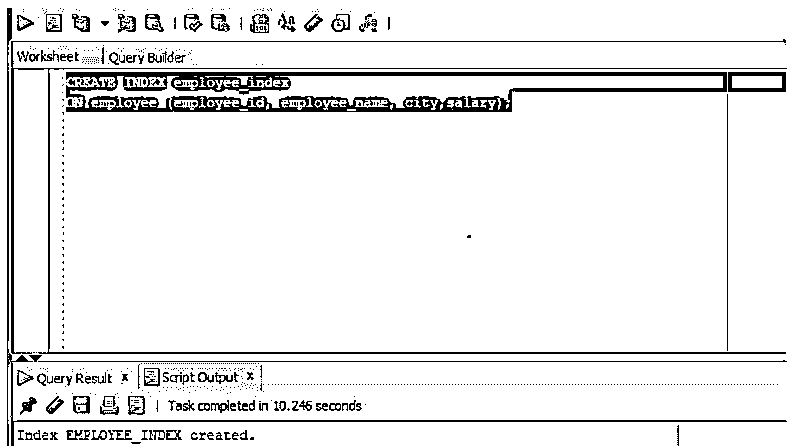 Worksheet Query Builder
CREATE INDEX employee_index
ON employee (employee_id, employee_name, city,salary);
Query Result x Script Output x
Task completed in 10.246 seconds
Index EMPLOYEE_INDEX created.